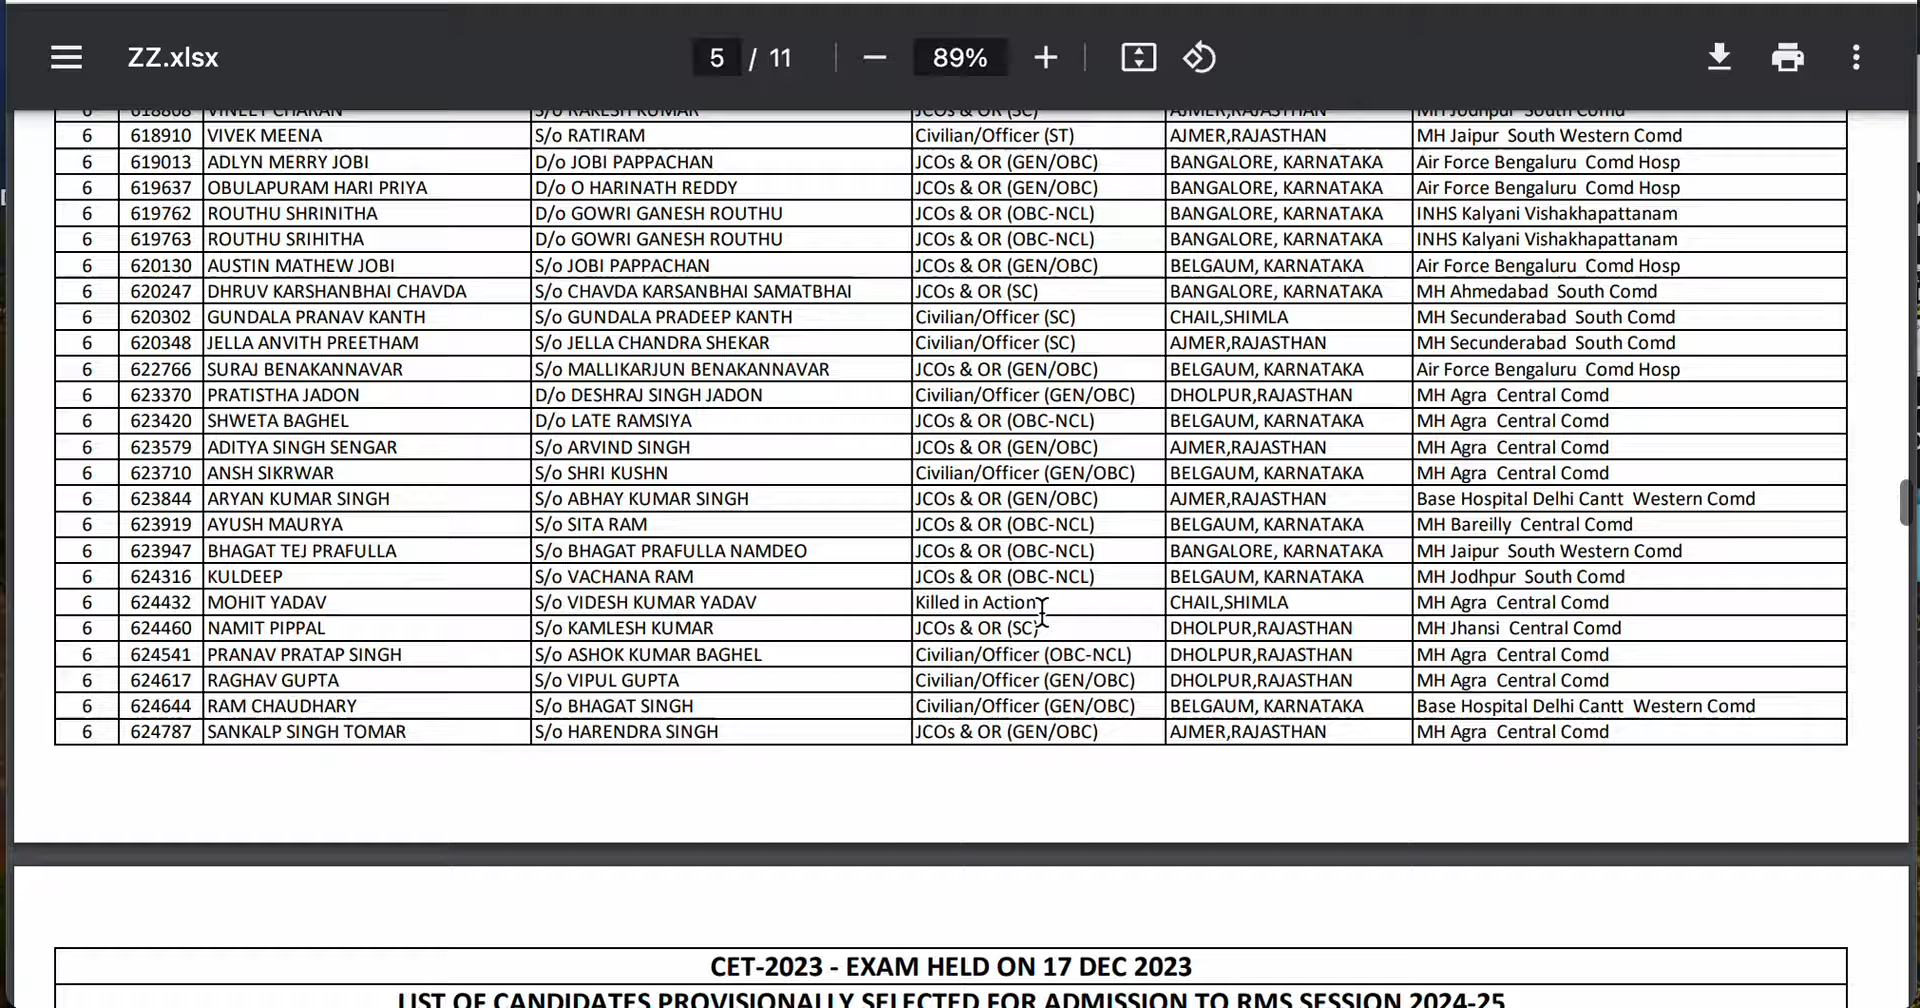 ZZ.xlsx 5 / 11 89%
6 618868 VINEET CHARAN S/o RAKESH KUMAR JCOs & OR (SC) AJMER,RAJASTHAN MH Jodhpur South Comd
6 618910 VIVEK MEENA S/o RATIRAM Civilian/Officer (ST) AJMER,RAJASTHAN MH Jaipur South Western Comd
6 619013 ADLYN MERRY JOBI D/o JOBI PAPPACHAN JCOs & OR (GEN/OBC) BANGALORE, KARNATAKA Air Force Bengaluru Comd Hosp
6 619637 OBULAPURAM HARI PRIYA D/o O HARINATH REDDY JCOs & OR (GEN/OBC) BANGALORE, KARNATAKA Air Force Bengaluru Comd Hosp
6 619762 ROUTHU SHRINITHA D/o GOWRI GANESH ROUTHU JCOs & OR (OBC-NCL) BANGALORE, KARNATAKA INHS Kalyani Vishakhapattanam
6 619763 ROUTHU SRIHITHA D/o GOWRI GANESH ROUTHU JCOs & OR (OBC-NCL) BANGALORE, KARNATAKA INHS Kalyani Vishakhapattanam
6 620130 AUSTIN MATHEW JOBI S/o JOBI PAPPACHAN JCOs & OR (GEN/OBC) BELGAUM, KARNATAKA Air Force Bengaluru Comd Hosp
6 620247 DHRUV KARSHANBHAI CHAVDA S/o CHAVDA KARSANBHAI SAMATBHAI JCOs & OR (SC) BANGALORE, KARNATAKA MH Ahmedabad South Comd
6 620302 GUNDALA PRANAV KANTH S/o GUNDALA PRADEEP KANTH Civilian/Officer (SC) CHAIL,SHIMLA MH Secunderabad South Comd
6 620348 JELLA ANVITH PREETHAM S/o JELLA CHANDRA SHEKAR Civilian/Officer (SC) AJMER,RAJASTHAN MH Secunderabad South Comd
6 622766 SURAJ BENAKANNAVAR S/o MALLIKARJUN BENAKANNAVAR JCOs & OR (GEN/OBC) BELGAUM, KARNATAKA Air Force Bengaluru Comd Hosp
6 623370 PRATISTHA JADON D/o DESHRAJ SINGH JADON Civilian/Officer (GEN/OBC) DHOLPUR,RAJASTHAN MH Agra Central Comd
6 623420 SHWETA BAGHEL D/o LATE RAMSIYA JCOs & OR (OBC-NCL) BELGAUM, KARNATAKA MH Agra Central Comd
6 623579 ADITYA SINGH SENGAR S/o ARVIND SINGH JCOs & OR (GEN/OBC) AJMER,RAJASTHAN MH Agra Central Comd
6 623710 ANSH SIKRWAR S/o SHRI KUSHN Civilian/Officer (GEN/OBC) BELGAUM, KARNATAKA MH Agra Central Comd
6 623844 ARYAN KUMAR SINGH S/o ABHAY KUMAR SINGH JCOs & OR (GEN/OBC) AJMER,RAJASTHAN Base Hospital Delhi Cantt Western Comd
6 623919 AYUSH MAURYA S/o SITA RAM JCOs & OR (OBC-NCL) BELGAUM, KARNATAKA MH Bareilly Central Comd
6 623947 BHAGAT TEJ PRAFULLA S/o BHAGAT PRAFULLA NAMDEO JCOs & OR (OBC-NCL) BANGALORE, KARNATAKA MH Jaipur South Western Comd
6 624316 KULDEEP S/o VACHANA RAM JCOs & OR (OBC-NCL) BELGAUM, KARNATAKA MH Jodhpur South Comd
6 624432 MOHIT YADAV S/o VIDESH KUMAR YADAV Killed in Action CHAIL,SHIMLA MH Agra Central Comd
6 624460 NAMIT PIPPAL S/o KAMLESH KUMAR JCOs & OR (SC) DHOLPUR,RAJASTHAN MH Jhansi Central Comd
6 624541 PRANAV PRATAP SINGH S/o ASHOK KUMAR BAGHEL Civilian/Officer (OBC-NCL) DHOLPUR,RAJASTHAN MH Agra Central Comd
6 624617 RAGHAV GUPTA S/o VIPUL GUPTA Civilian/Officer (GEN/OBC) DHOLPUR,RAJASTHAN MH Agra Central Comd
6 624644 RAM CHAUDHARY S/o BHAGAT SINGH Civilian/Officer (GEN/OBC) BELGAUM, KARNATAKA Base Hospital Delhi Cantt Western Comd
6 624787 SANKALP SINGH TOMAR S/o HARENDRA SINGH JCOs & OR (GEN/OBC) AJMER,RAJASTHAN MH Agra Central Comd
CET-2023 - EXAM HELD ON 17 DEC 2023
LIST OF CANDIDATES PROVISIONALLY SELECTED FOR ADMISSION TO RMS SESSION 2024-25